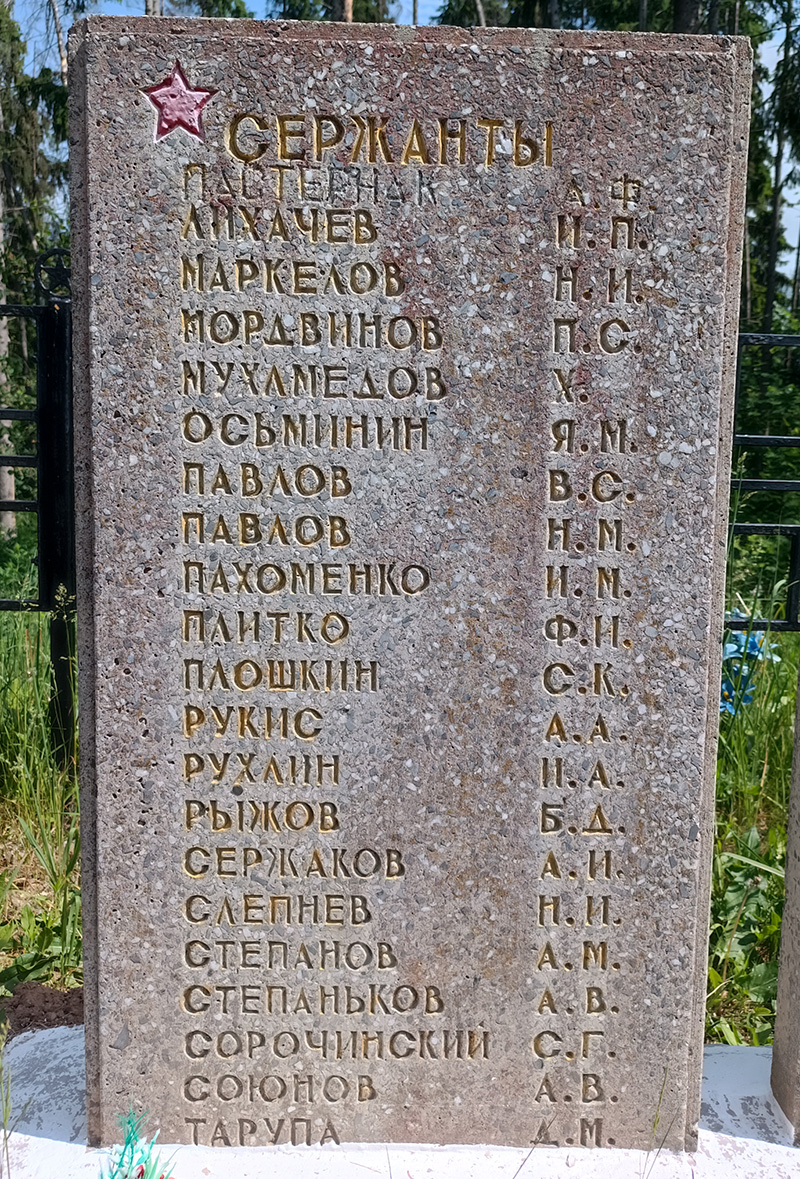 СЕРЖАНТЫ
ПАСТЕРНАК А.Ф.
ЛИХАЧЕВ И.П.
МАРКЕЛОВ Н.И.
МОРДВИНОВ П.С.
МУХАМЕДОВ Х.
ОСЬМИНИН Я.М.
ПАВЛОВ В.С.
ПАВЛОВ Н.М.
ПАХОМЕНКО И.М.
ПЛИТКО Ф.И.
ПЛОШКИН С.К.
РУКИС А.А.
РУХЛИН И.А.
РЫЖОВ Б.Д.
СЕРЖАКОВ А.И.
СЛЕПНЕВ Н.И.
СТЕПАНОВ А.М.
СТЕПАНЬКОВ А.В.
СОРОЧИНСКИЙ С.Г.
СОЮНОВ А.В.
ТАРУПА Д.М.